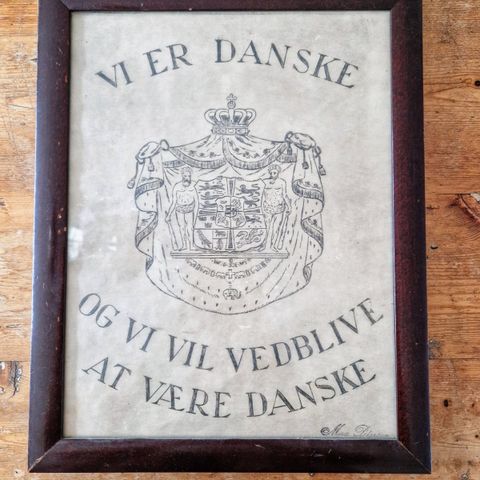 VI ER DANSKE
OG VI VIL VEDBLIVE
AT VÆRE DANSKE